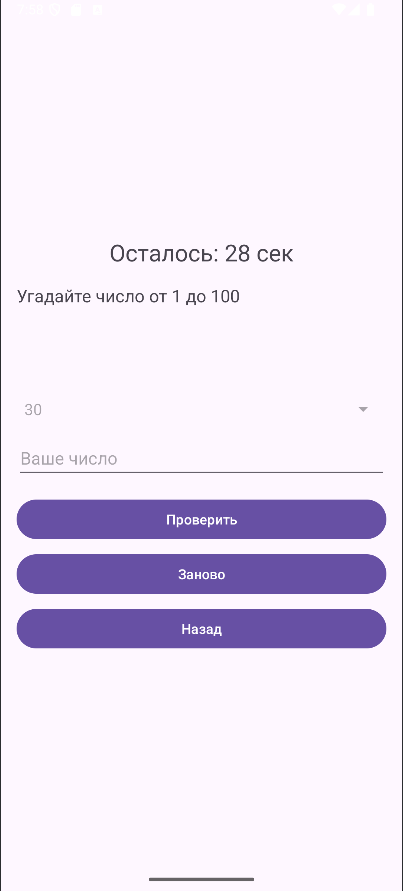 Осталось: 28 сек
Угадайте число от 1 до 100
30
Ваше число
Проверить
Заново
Назад